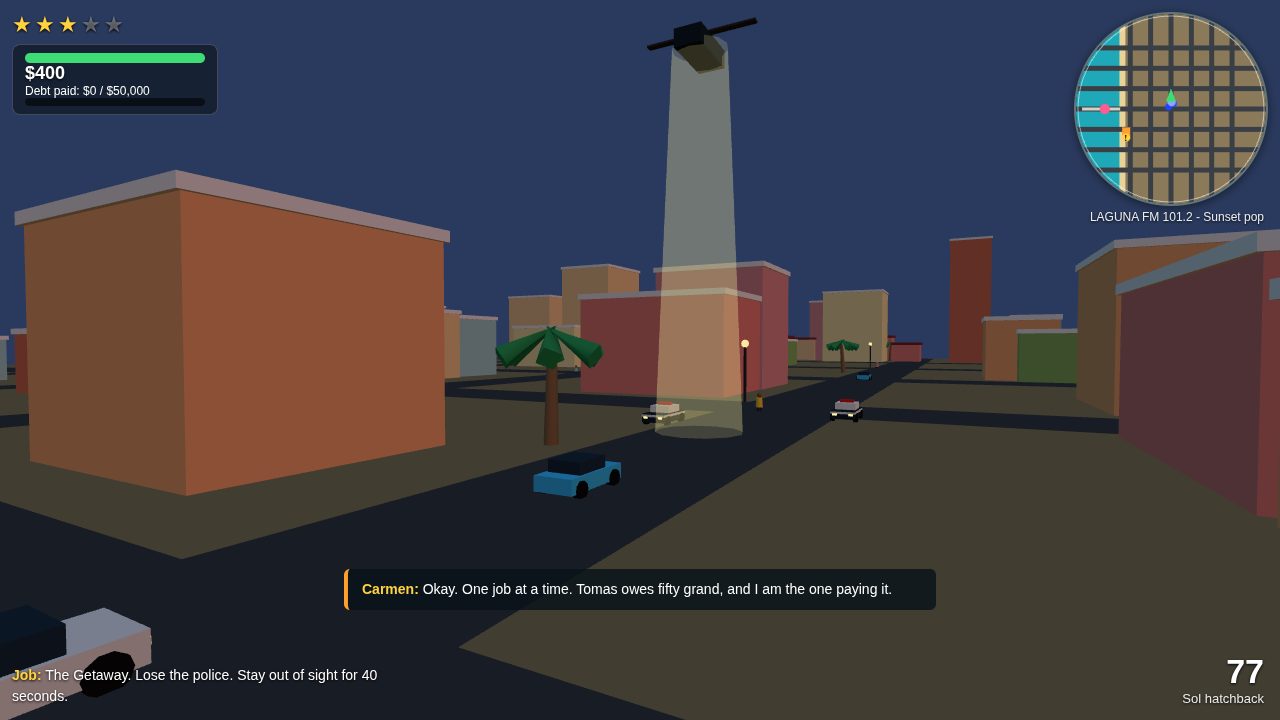 $400
Debt paid: $0 / $50,000
LAGUNA FM 101.2 - Sunset pop
Carmen: Okay. One job at a time. Tomas owes fifty grand, and I am the one paying it.
Job: The Getaway. Lose the police. Stay out of sight for 40
seconds.
77
Sol hatchback